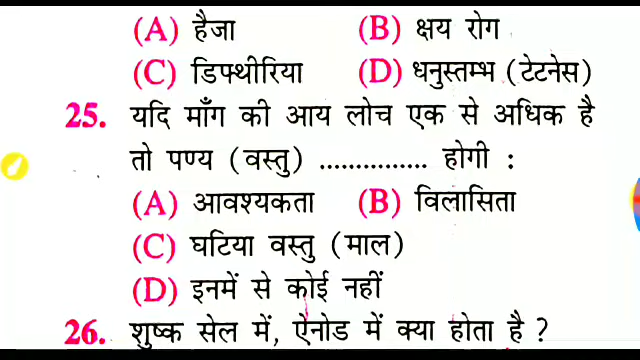 (A) हैजा (B) क्षय रोग
(C) डिफ्थीरिया (D) धनुस्तम्भ (टेटनेस)
25. यदि माँग की आय लोच एक से अधिक है
तो पण्य (वस्तु) ............... होगी :
(A) आवश्यकता (B) विलासिता
(C) घटिया वस्तु (माल)
(D) इनमें से कोई नहीं
26. शुष्क सेल में, ऐनोड में क्या होता है ?